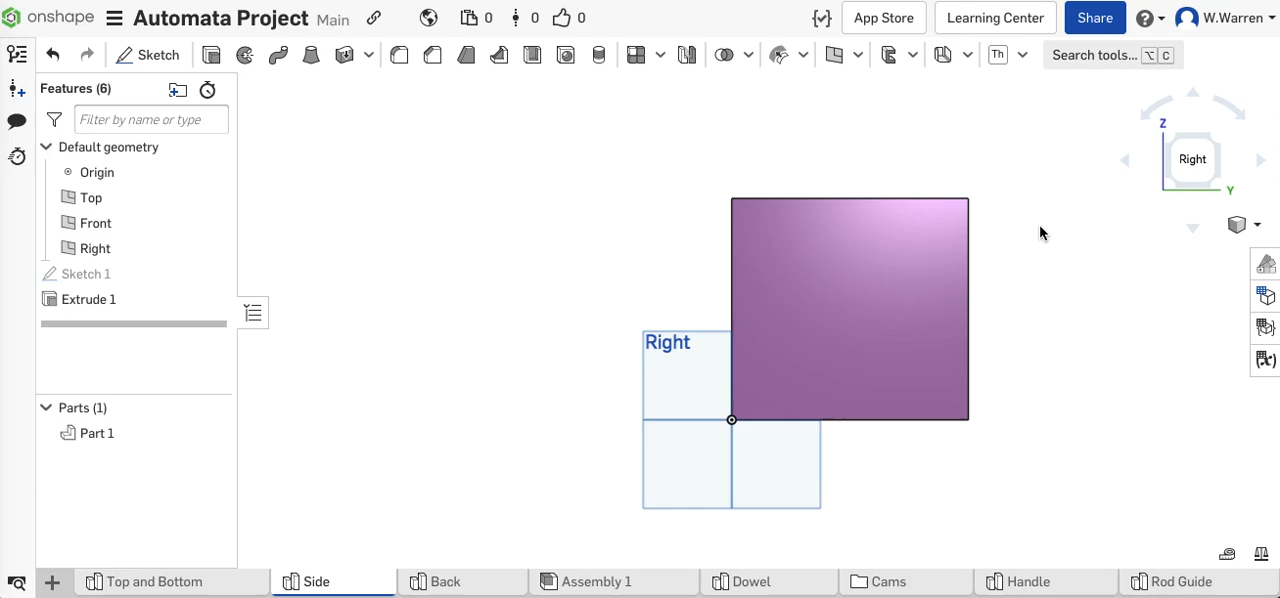 onshape Automata Project Main 0 0 0 App Store Learning Center Share W.Warren
Sketch Th Search tools... ⌥ C
Features (6)
Filter by name or type
Default geometry
Origin
Top
Front
Right
Sketch 1
Extrude 1
Parts (1)
Part 1
Right
Z
Right
Y
(x)
Top and Bottom Side Back Assembly 1 Dowel Cams Handle Rod Guide